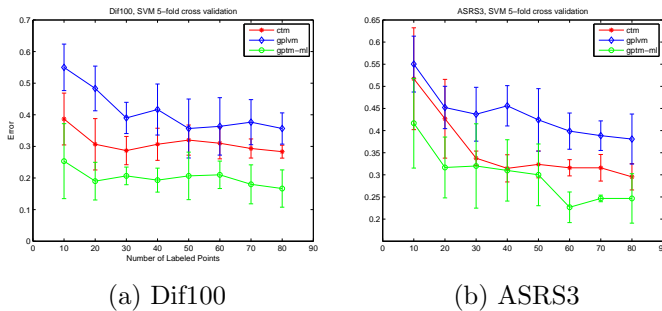 Dif100, SVM 5−fold cross validation
0.7
0.6
0.5
0.4
0.3
0.2
0.1
0
Error
0 10 20 30 40 50 60 70 80 90
Number of Labeled Points
ctm
gplvm
gptm−ml
(a) Dif100
ASRS3, SVM 5−fold cross validation
0.65
0.6
0.55
0.5
0.45
0.4
0.35
0.3
0.25
0.2
0 10 20 30 40 50 60 70 80 90
ctm
gplvm
gptm−ml
(b) ASRS3